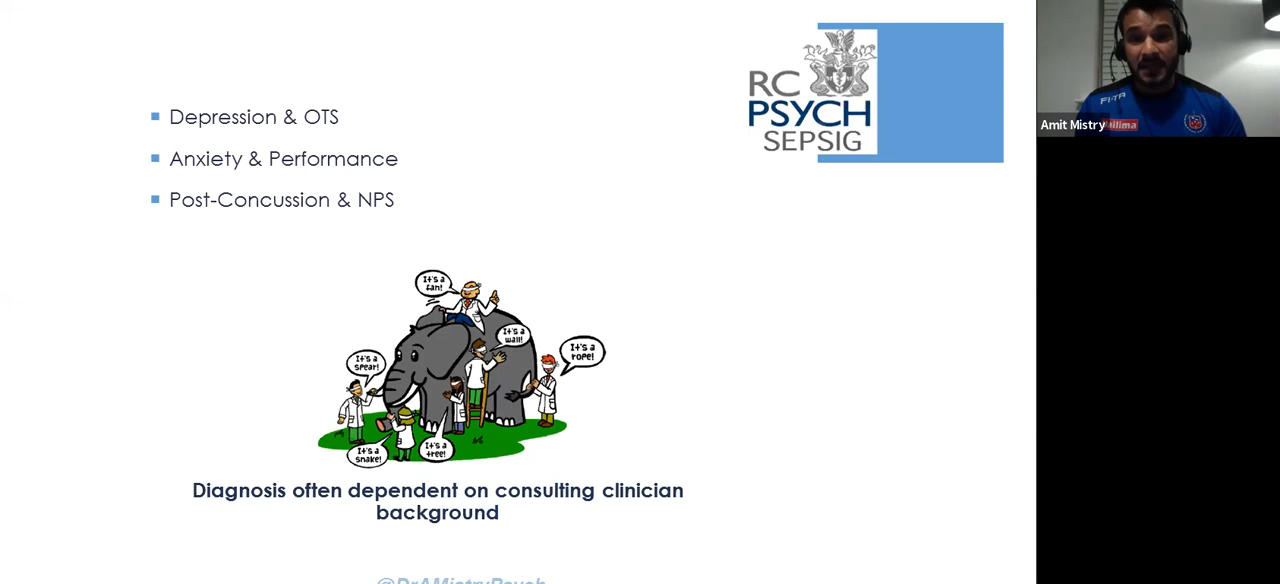 Depression & OTS
Anxiety & Performance
Post-Concussion & NPS
RC
PSYCH
SEPSIG
It's a
fan!
It's a
wall!
It's a
rope!
It's a
spear!
It's a
snake!
It's a
tree!
Diagnosis often dependent on consulting clinician
background
@DrAMistryPsych
Amit Mistry